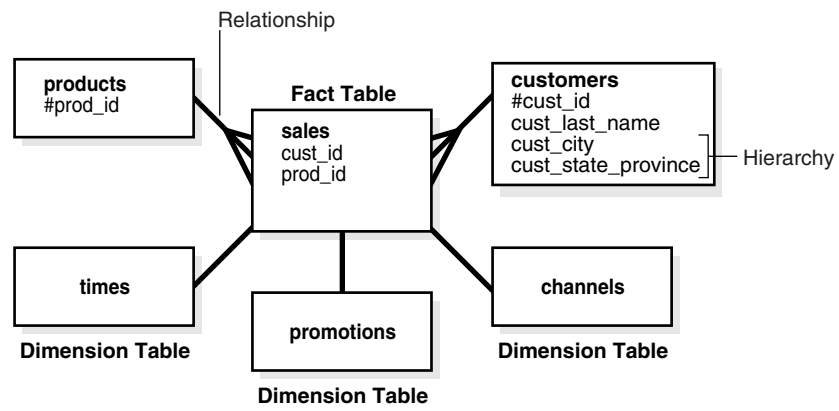 Relationship
products
#prod_id
Fact Table
sales
cust_id
prod_id
customers
#cust_id
cust_last_name
cust_city
cust_state_province
Hierarchy
times
Dimension Table
promotions
Dimension Table
channels
Dimension Table